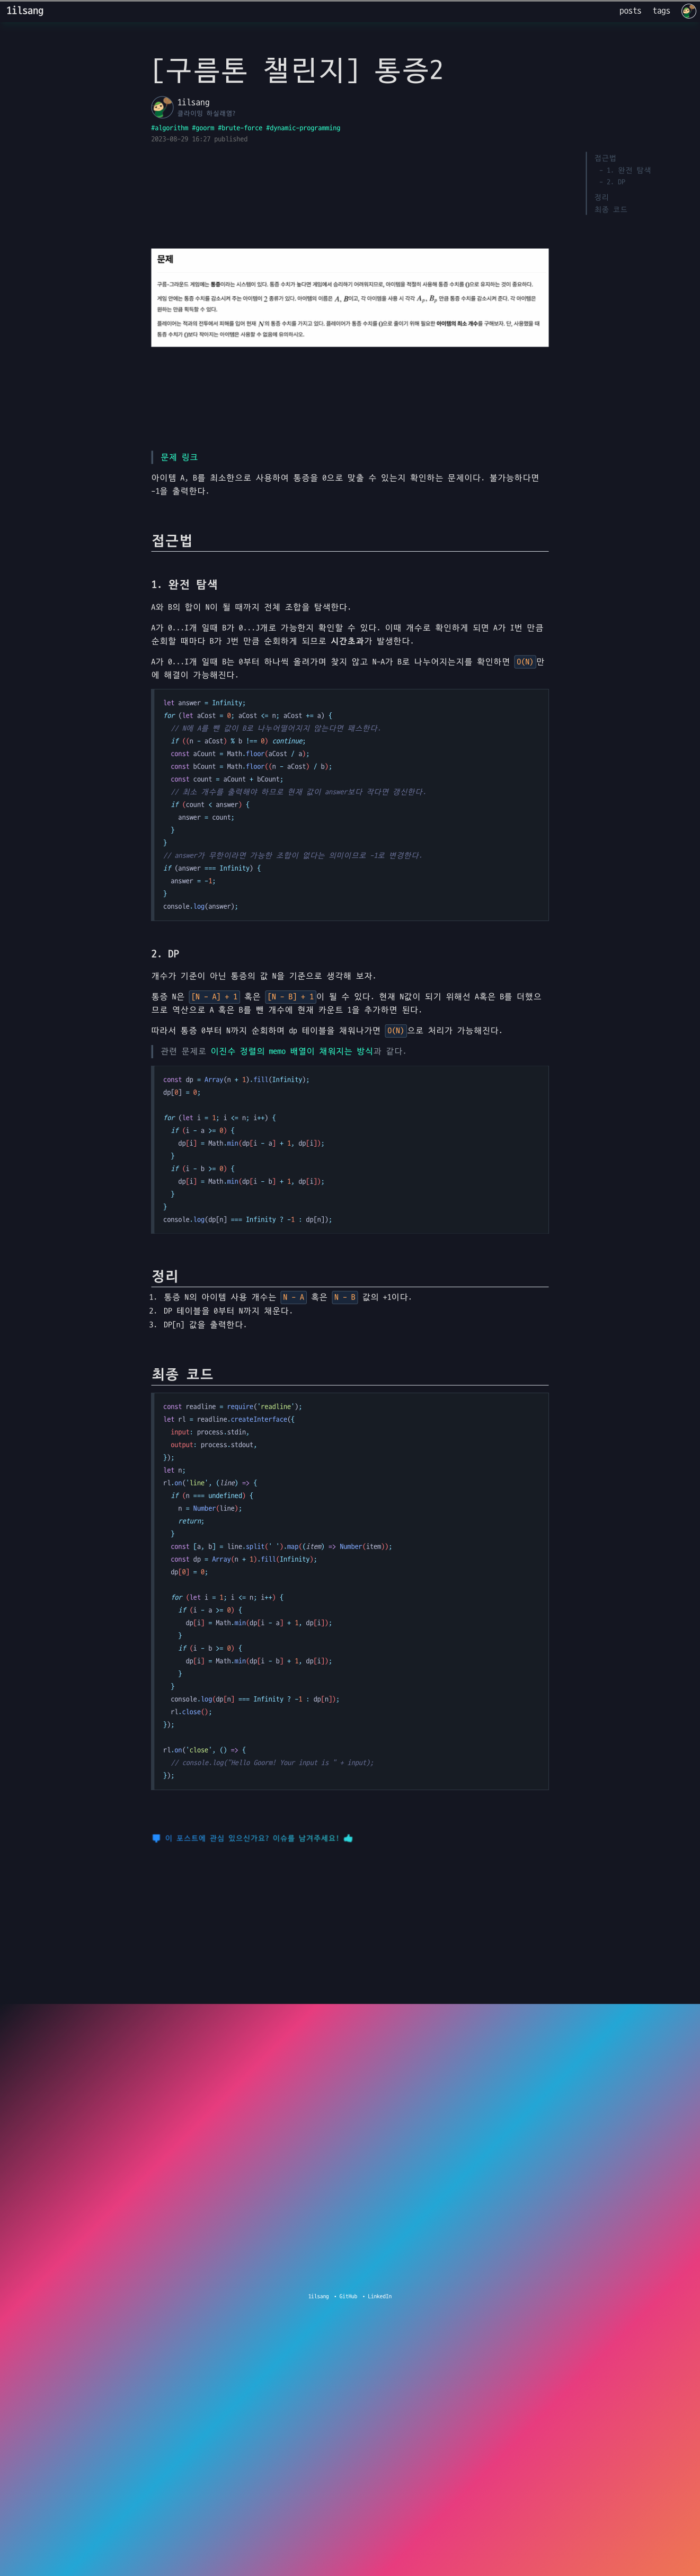 1ilsang
posts tags
[구름톤 챌린지] 통증2
1ilsang
클라이밍 하실래염?
#algorithm #goorm #brute-force #dynamic-programming
2023-08-29 16:27 published
접근법
- 1. 완전 탐색
- 2. DP
정리
최종 코드
문제
구름-그라운드 게임에는 통증이라는 시스템이 있다. 통증 수치가 높다면 게임에서 승리하기 어려워지므로, 아이템을 적절히 사용해 통증 수치를 0으로 유지하는 것이 중요하다.
게임 안에는 통증 수치를 감소시켜 주는 아이템이 2 종류가 있다. 아이템의 이름은 A, B이고, 각 아이템을 사용 시 각각 Ap, Bp 만큼 통증 수치를 감소시켜 준다. 각 아이템은
원하는 만큼 획득할 수 있다.
플레이어는 적과의 전투에서 피해를 입어 현재 N의 통증 수치를 가지고 있다. 플레이어가 통증 수치를 0으로 줄이기 위해 필요한 아이템의 최소 개수를 구해보자. 단, 사용했을 때
통증 수치가 0보다 작아지는 아이템은 사용할 수 없음에 유의하시오.
문제 링크
아이템 A, B를 최소한으로 사용하여 통증을 0으로 맞출 수 있는지 확인하는 문제이다. 불가능하다면
-1을 출력한다.
접근법
1. 완전 탐색
A와 B의 합이 N이 될 때까지 전체 조합을 탐색한다.
A가 0...I개 일때 B가 0...J개로 가능한지 확인할 수 있다. 이때 개수로 확인하게 되면 A가 I번 만큼
순회할 때마다 B가 J번 만큼 순회하게 되므로 시간초과가 발생한다.
A가 0...I개 일때 B는 0부터 하나씩 올려가며 찾지 않고 N-A가 B로 나누어지는지를 확인하면 O(N)만
에 해결이 가능해진다.
let answer = Infinity;
for (let aCost = 0; aCost <= n; aCost += a) {
  // N에 A를 뺀 값이 B로 나누어떨어지지 않는다면 패스한다.
  if ((n - aCost) % b !== 0) continue;
  const aCount = Math.floor(aCost / a);
  const bCount = Math.floor((n - aCost) / b);
  const count = aCount + bCount;
  // 최소 개수를 출력해야 하므로 현재 값이 answer보다 작다면 갱신한다.
  if (count < answer) {
    answer = count;
  }
}
// answer가 무한이라면 가능한 조합이 없다는 의미이므로 -1로 변경한다.
if (answer === Infinity) {
  answer = -1;
}
console.log(answer);
2. DP
개수가 기준이 아닌 통증의 값 N을 기준으로 생각해 보자.
통증 N은 [N - A] + 1 혹은 [N - B] + 1이 될 수 있다. 현재 N값이 되기 위해선 A혹은 B를 더했으
므로 역산으로 A 혹은 B를 뺀 개수에 현재 카운트 1을 추가하면 된다.
따라서 통증 0부터 N까지 순회하며 dp 테이블을 채워나가면 O(N)으로 처리가 가능해진다.
관련 문제로 이진수 정렬의 memo 배열이 채워지는 방식과 같다.
const dp = Array(n + 1).fill(Infinity);
dp[0] = 0;
for (let i = 1; i <= n; i++) {
  if (i - a >= 0) {
    dp[i] = Math.min(dp[i - a] + 1, dp[i]);
  }
  if (i - b >= 0) {
    dp[i] = Math.min(dp[i - b] + 1, dp[i]);
  }
}
console.log(dp[n] === Infinity ? -1 : dp[n]);
정리
1. 통증 N의 아이템 사용 개수는 N - A 혹은 N - B 값의 +1이다.
2. DP 테이블을 0부터 N까지 채운다.
3. DP[n] 값을 출력한다.
최종 코드
const readline = require('readline');
let rl = readline.createInterface({
  input: process.stdin,
  output: process.stdout,
});
let n;
rl.on('line', (line) => {
  if (n === undefined) {
    n = Number(line);
    return;
  }
  const [a, b] = line.split(' ').map((item) => Number(item));
  const dp = Array(n + 1).fill(Infinity);
  dp[0] = 0;
  for (let i = 1; i <= n; i++) {
    if (i - a >= 0) {
      dp[i] = Math.min(dp[i - a] + 1, dp[i]);
    }
    if (i - b >= 0) {
      dp[i] = Math.min(dp[i - b] + 1, dp[i]);
    }
  }
  console.log(dp[n] === Infinity ? -1 : dp[n]);
  rl.close();
});
rl.on('close', () => {
  // console.log("Hello Goorm! Your input is " + input);
});
이 포스트에 관심 있으신가요? 이슈를 남겨주세요!
1ilsang • GitHub • LinkedIn